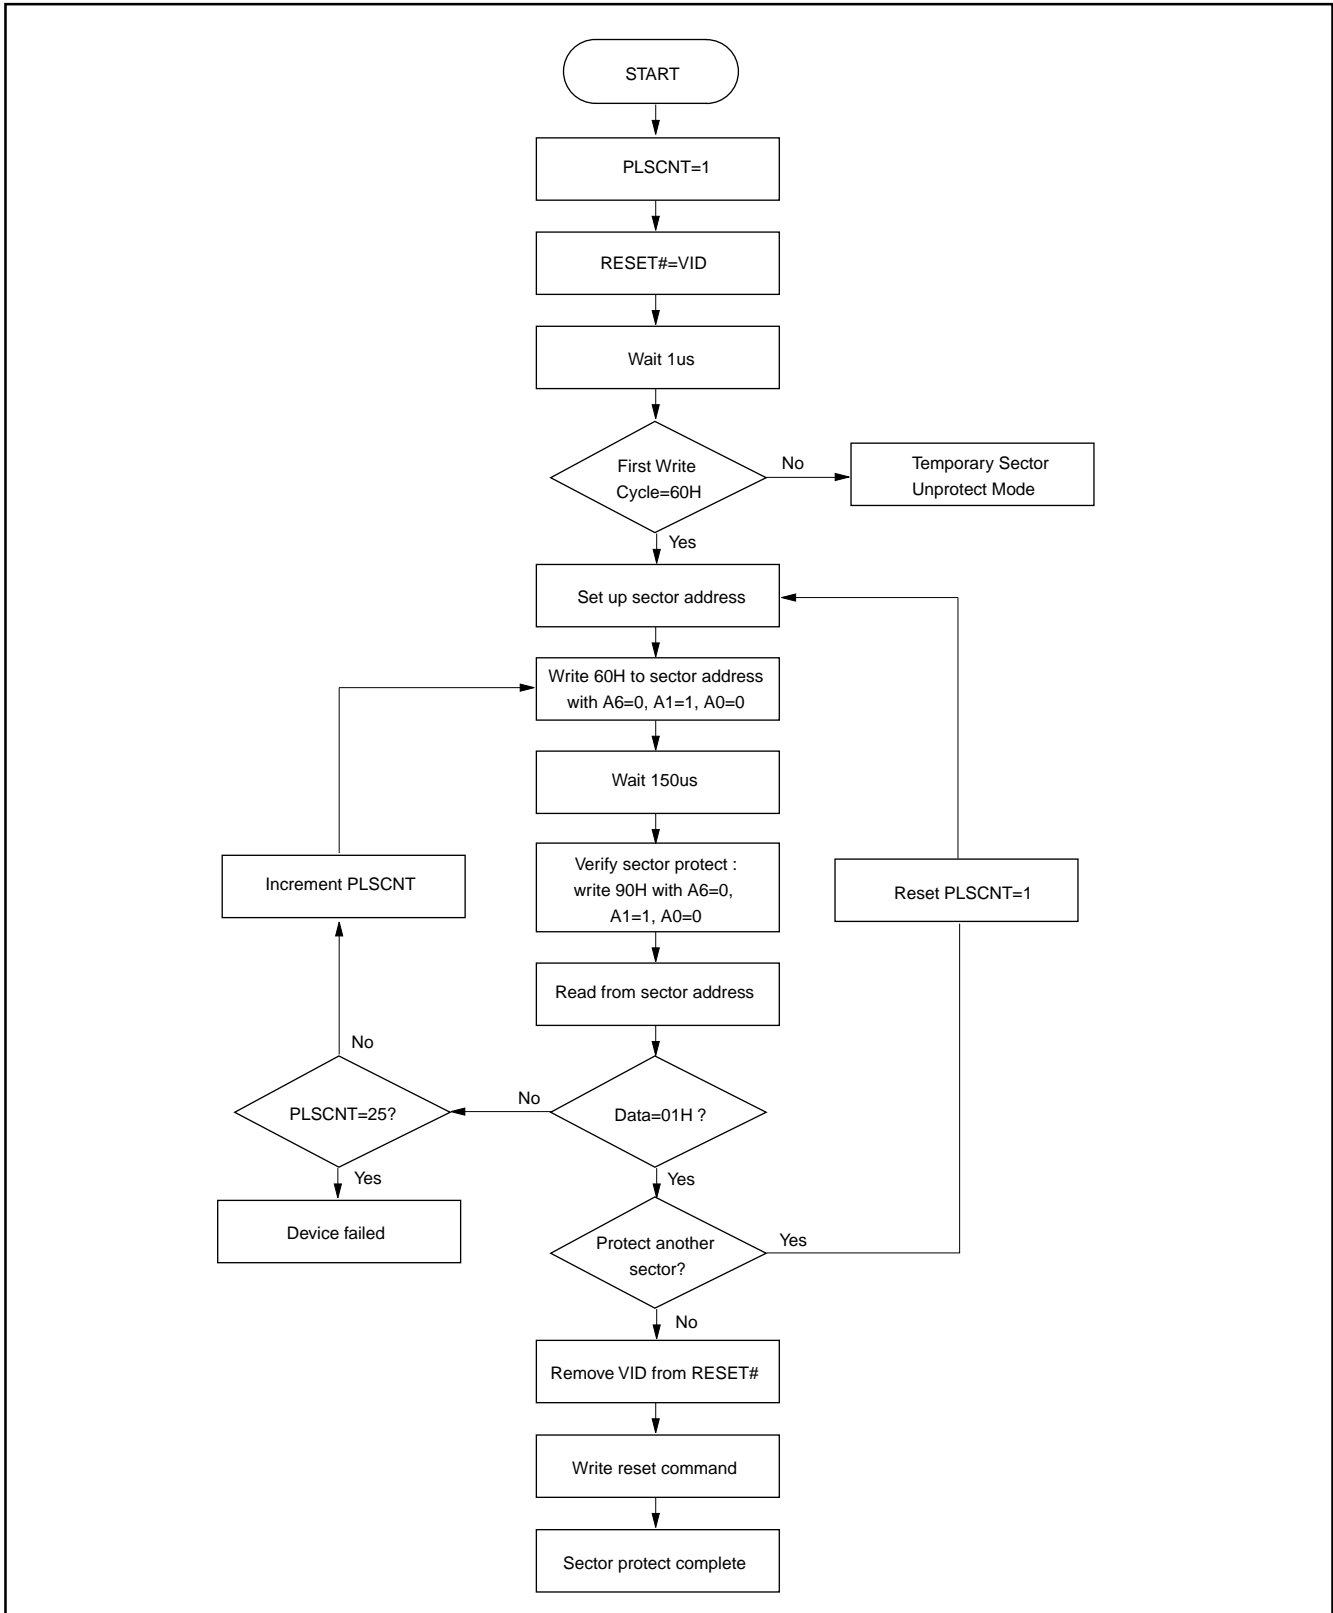 START
PLSCNT=1
RESET#=VID
Wait 1us
First Write
Cycle=60H
No
Temporary Sector
Unprotect Mode
Yes
Set up sector address
Write 60H to sector address
with A6=0, A1=1, A0=0
Wait 150us
Verify sector protect :
write 90H with A6=0,
A1=1, A0=0
Increment PLSCNT
Reset PLSCNT=1
Read from sector address
No
No
PLSCNT=25?
Data=01H ?
Yes
Yes
Device failed
Protect another
sector?
Yes
No
Remove VID from RESET#
Write reset command
Sector protect complete